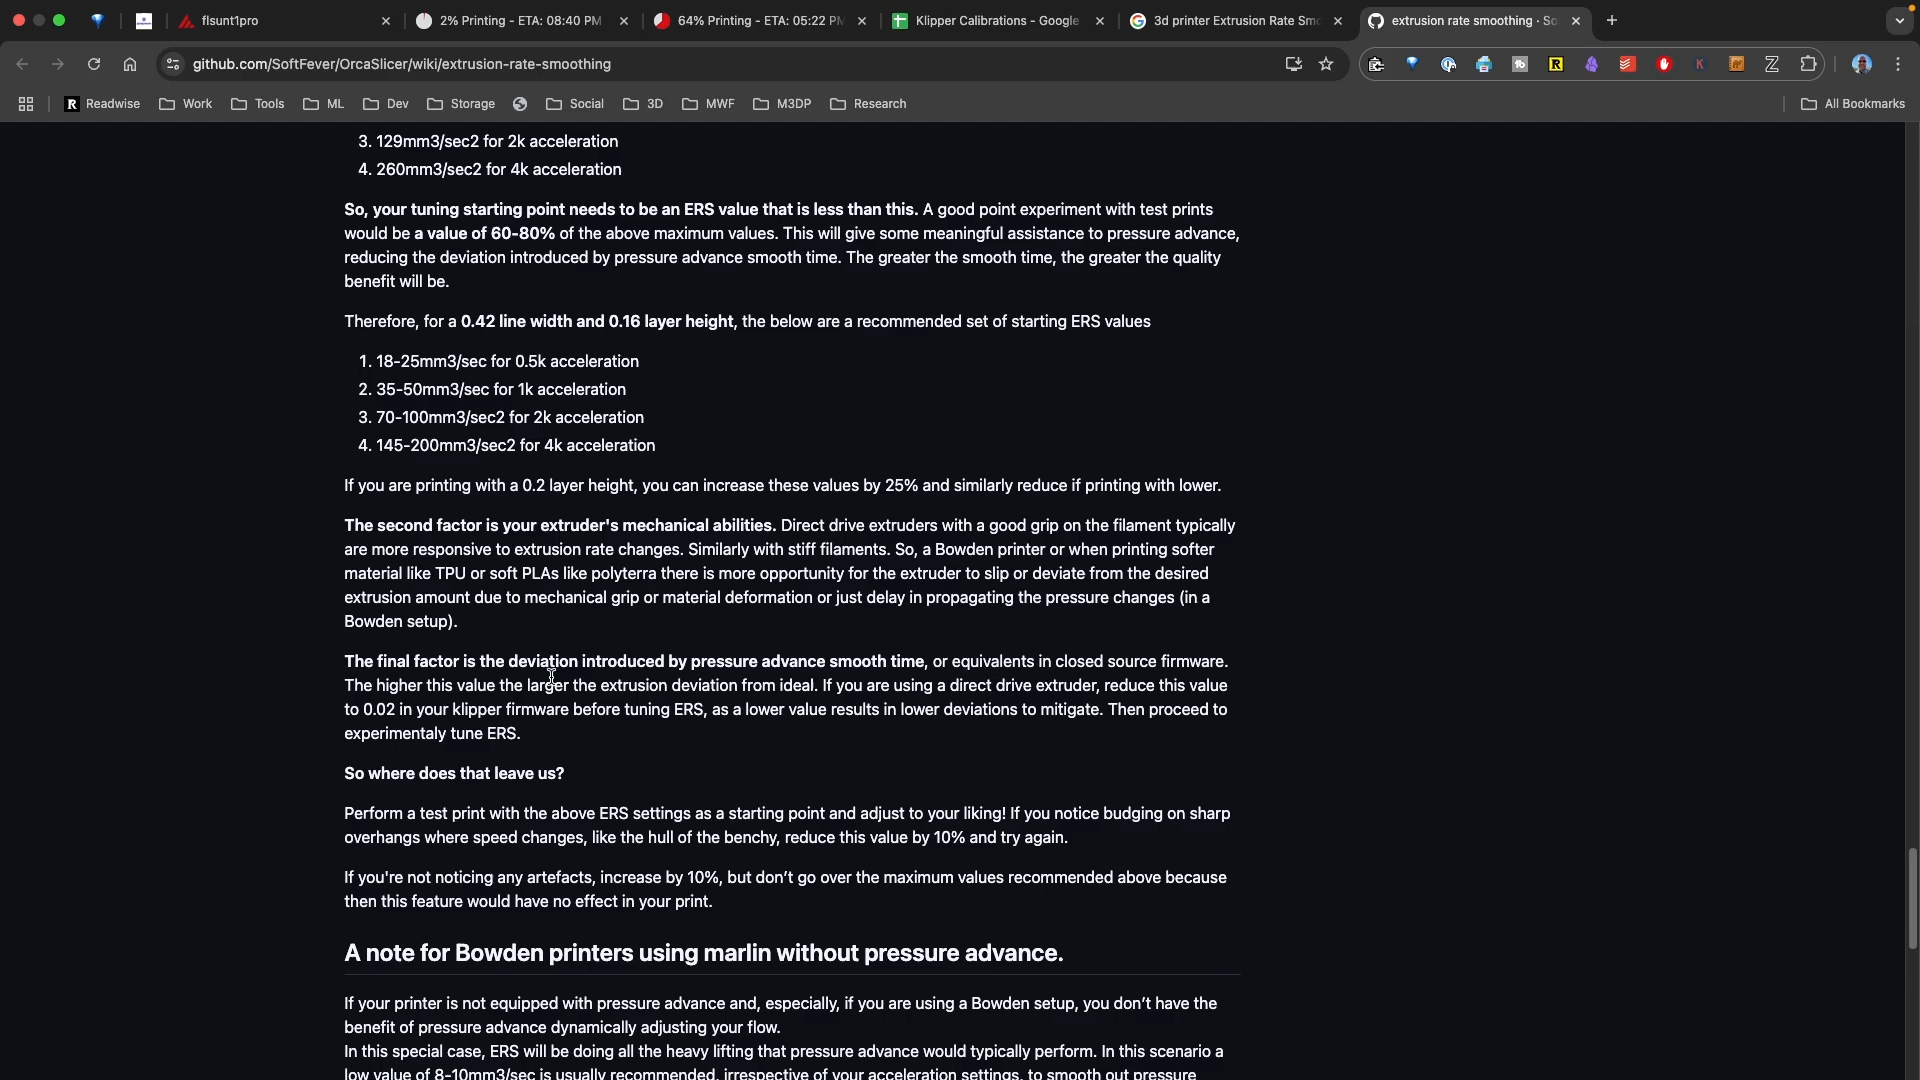 flsunt1pro
2% Printing - ETA: 08:40 PM
64% Printing - ETA: 05:22 PM
Klipper Calibrations - Google
3d printer Extrusion Rate Smo
extrusion rate smoothing · So
github.com/SoftFever/OrcaSlicer/wiki/extrusion-rate-smoothing
R Readwise Work Tools ML Dev Storage Social 3D MWF M3DP Research All Bookmarks
3. 129mm3/sec2 for 2k acceleration
4. 260mm3/sec2 for 4k acceleration
So, your tuning starting point needs to be an ERS value that is less than this. A good point experiment with test prints
would be a value of 60-80% of the above maximum values. This will give some meaningful assistance to pressure advance,
reducing the deviation introduced by pressure advance smooth time. The greater the smooth time, the greater the quality
benefit will be.
Therefore, for a 0.42 line width and 0.16 layer height, the below are a recommended set of starting ERS values
1. 18-25mm3/sec for 0.5k acceleration
2. 35-50mm3/sec for 1k acceleration
3. 70-100mm3/sec2 for 2k acceleration
4. 145-200mm3/sec2 for 4k acceleration
If you are printing with a 0.2 layer height, you can increase these values by 25% and similarly reduce if printing with lower.
The second factor is your extruder's mechanical abilities. Direct drive extruders with a good grip on the filament typically
are more responsive to extrusion rate changes. Similarly with stiff filaments. So, a Bowden printer or when printing softer
material like TPU or soft PLAs like polyterra there is more opportunity for the extruder to slip or deviate from the desired
extrusion amount due to mechanical grip or material deformation or just delay in propagating the pressure changes (in a
Bowden setup).
The final factor is the deviation introduced by pressure advance smooth time, or equivalents in closed source firmware.
The higher this value the larger the extrusion deviation from ideal. If you are using a direct drive extruder, reduce this value
to 0.02 in your klipper firmware before tuning ERS, as a lower value results in lower deviations to mitigate. Then proceed to
experimentaly tune ERS.
So where does that leave us?
Perform a test print with the above ERS settings as a starting point and adjust to your liking! If you notice budging on sharp
overhangs where speed changes, like the hull of the benchy, reduce this value by 10% and try again.
If you're not noticing any artefacts, increase by 10%, but don't go over the maximum values recommended above because
then this feature would have no effect in your print.
A note for Bowden printers using marlin without pressure advance.
If your printer is not equipped with pressure advance and, especially, if you are using a Bowden setup, you don't have the
benefit of pressure advance dynamically adjusting your flow.
In this special case, ERS will be doing all the heavy lifting that pressure advance would typically perform. In this scenario a
low value of 8-10mm3/sec is usually recommended, irrespective of your acceleration settings, to smooth out pressure